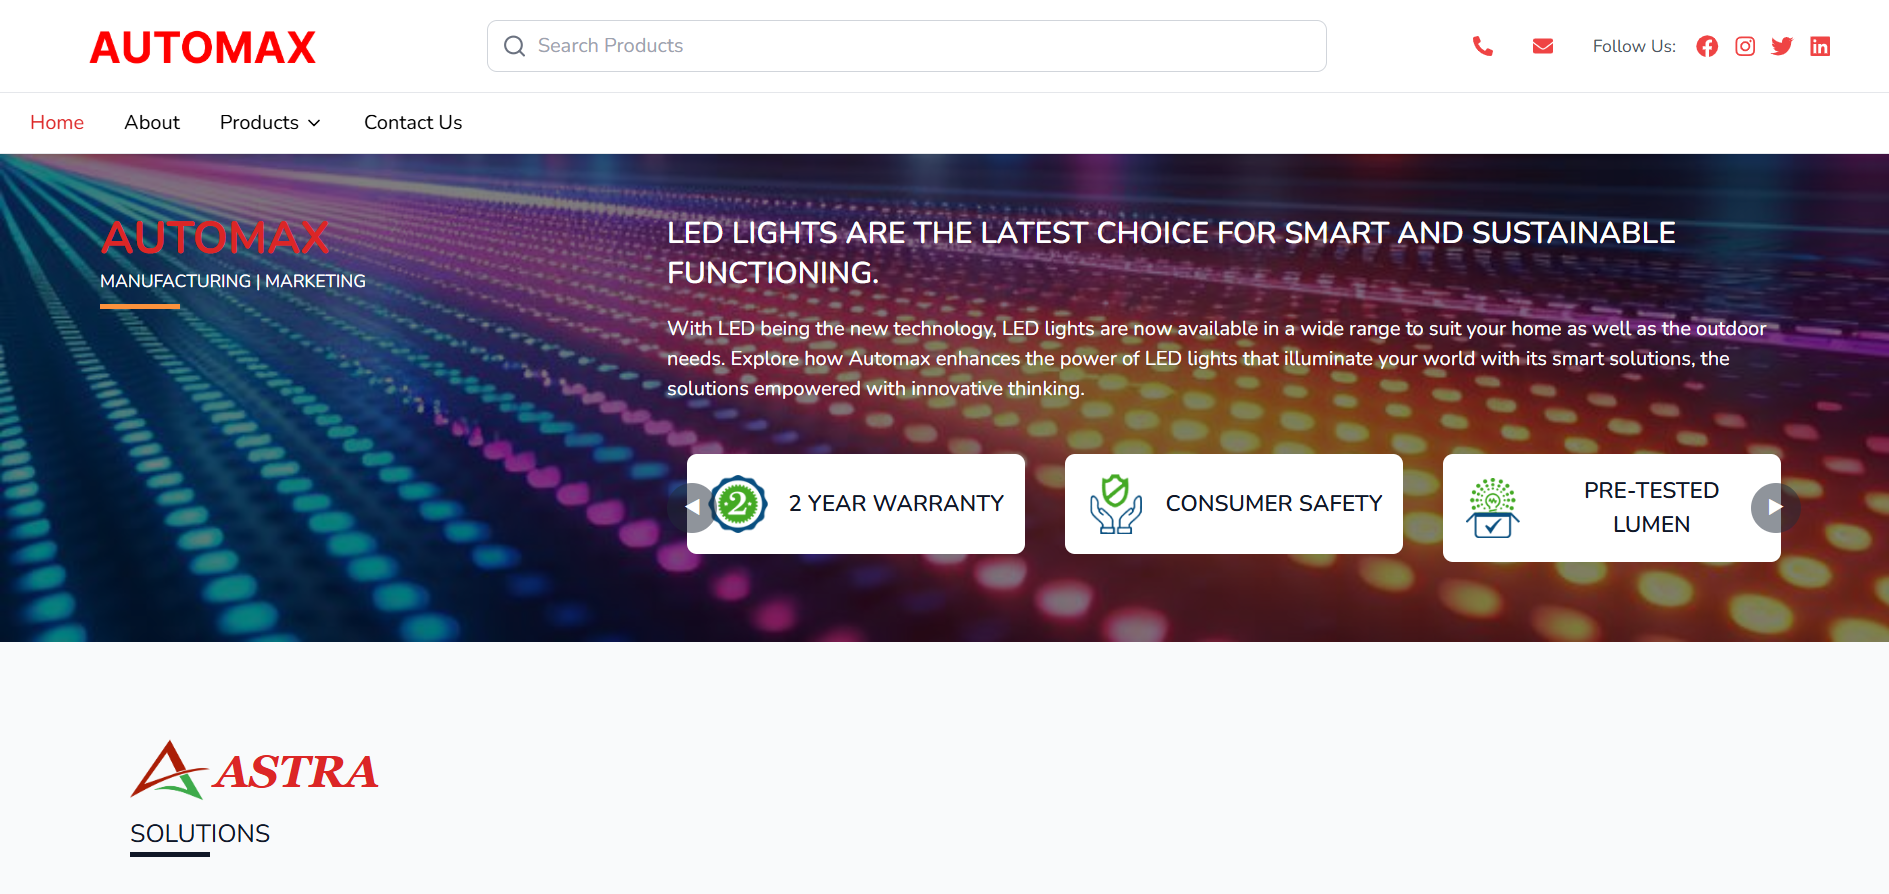 AUTOMAX
Search Products
Follow Us:
Home
About
Products
Contact Us
AUTOMAX
MANUFACTURING | MARKETING
LED LIGHTS ARE THE LATEST CHOICE FOR SMART AND SUSTAINABLE
FUNCTIONING.
With LED being the new technology, LED lights are now available in a wide range to suit your home as well as the outdoor
needs. Explore how Automax enhances the power of LED lights that illuminate your world with its smart solutions, the
solutions empowered with innovative thinking.
2
2 YEAR WARRANTY
CONSUMER SAFETY
PRE-TESTED
LUMEN
ASTRA
SOLUTIONS